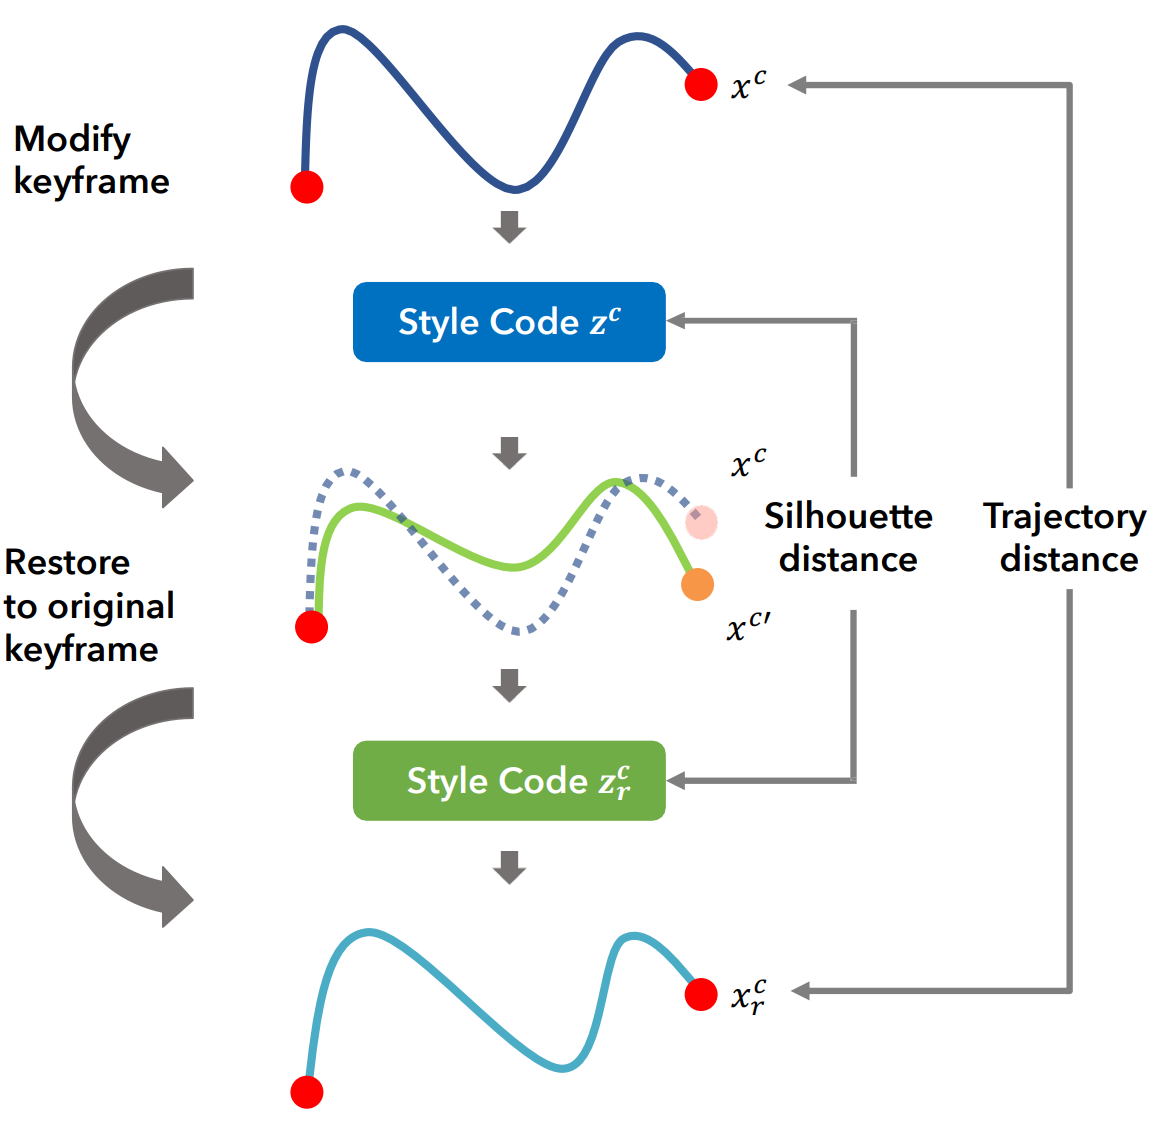 x^c
Modify
keyframe
Style Code z^c
x^c
Silhouette
distance
Trajectory
distance
Restore
to original
keyframe
x^{c′}
Style Code z_r^c
x_r^c